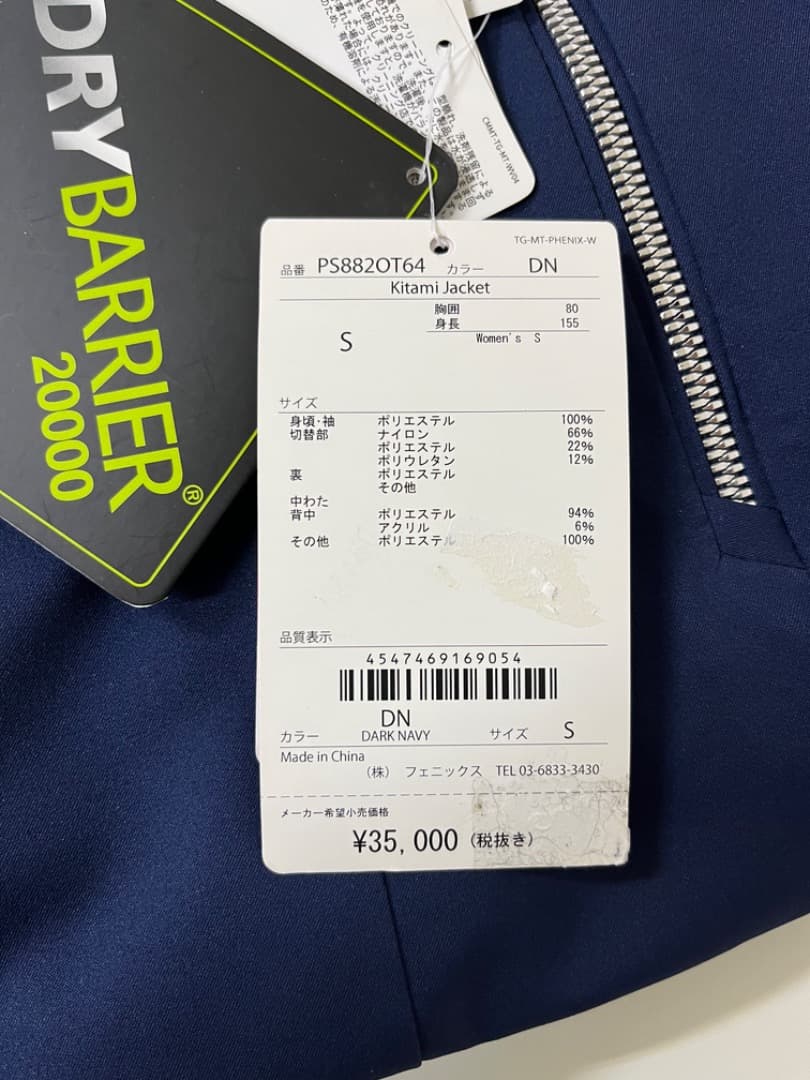 DRY
BARRIER®
20000
CMMT-TG-MT-WV04
TG-MT-PHENIX-W
品番 PS882OT64 カラー DN
Kitami Jacket
胸囲 80
身長 155
S
Women's S
サイズ
身頃・袖 ポリエステル 100%
切替部 ナイロン 66%
ポリエステル 22%
ポリウレタン 12%
裏 ポリエステル
その他
中わた
背中 ポリエステル 94%
アクリル 6%
その他 ポリエステル 100%
品質表示
4547469169054
DN
カラー DARK NAVY サイズ S
Made in China
(株) フェニックス TEL 03-6833-3430
メーカー希望小売価格
¥35,000 (税抜き)